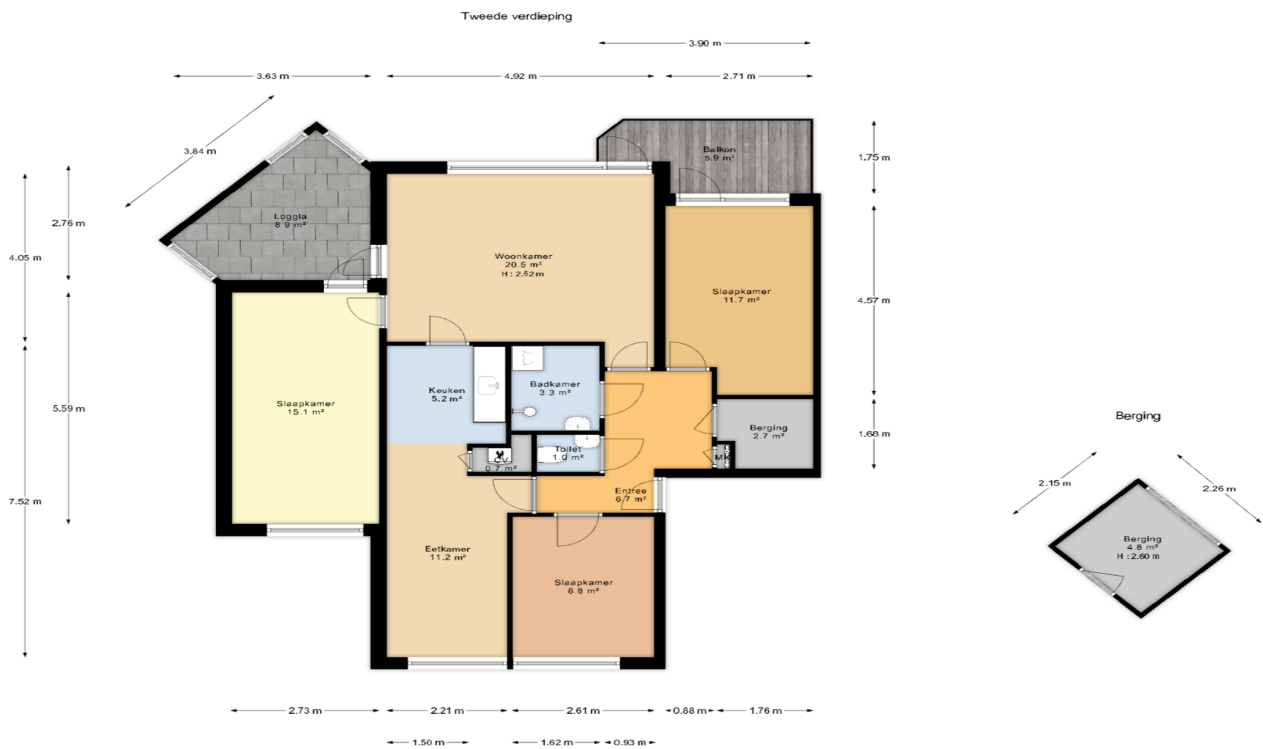 Tweede verdieping
3.90 m
3.63 m
4.92 m
2.71 m
3.84 m
Balkon
5.9 m²
1.75 m
2.76 m
4.05 m
Loggia
8.9 m²
Woonkamer
20.5 m²
H : 2.52 m
Slaapkamer
11.7 m²
4.57 m
Keuken
5.2 m²
Badkamer
3.3 m²
Slaapkamer
15.1 m²
5.59 m
Berging
2.7 m²
1.68 m
Berging
Toilet
1.0 m²
MK
CV
0.7 m²
Entree
6.7 m²
7.52 m
2.15 m
2.26 m
Eetkamer
11.2 m²
Berging
4.8 m²
H : 2.60 m
Slaapkamer
8.8 m²
2.73 m
2.21 m
2.61 m
0.88 m
1.76 m
1.50 m
1.62 m
0.93 m